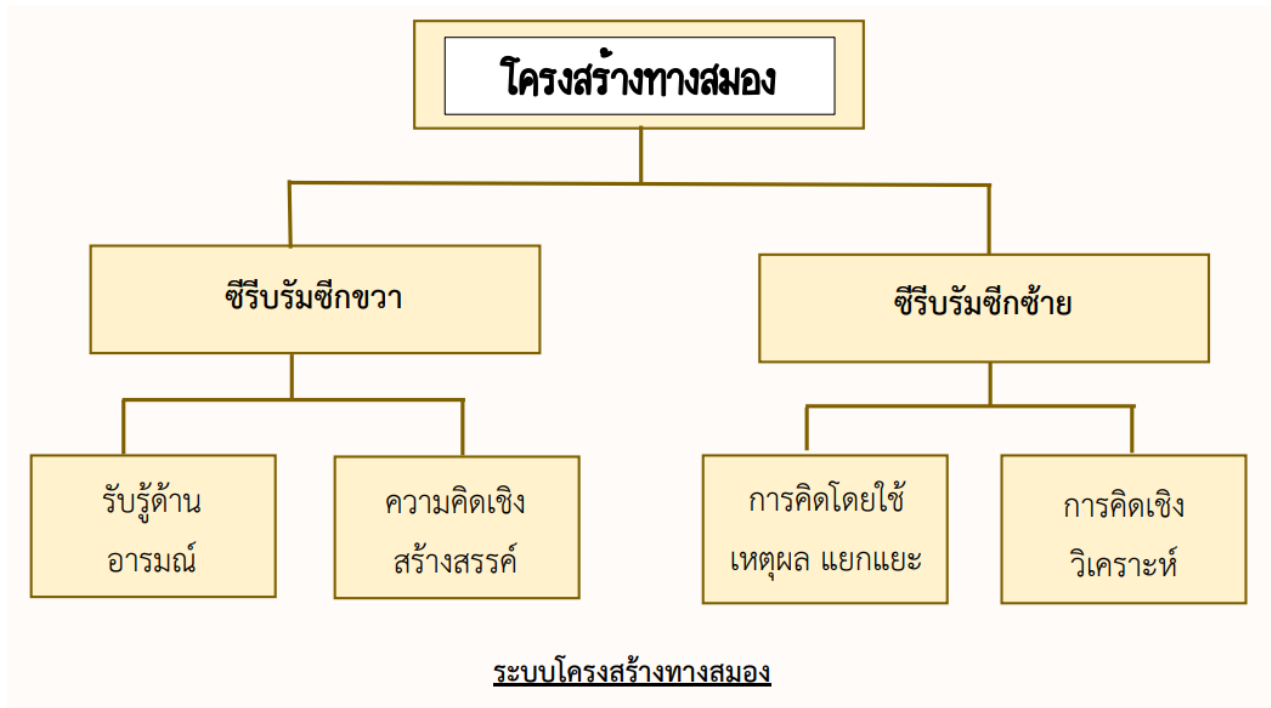 โครงสร้างทางสมอง
ซีรีบรัมซีกขวา
ซีรีบรัมซีกซ้าย
รับรู้ด้าน
อารมณ์
ความคิดเชิง
สร้างสรรค์
การคิดโดยใช้
เหตุผล แยกแยะ
การคิดเชิง
วิเคราะห์
ระบบโครงสร้างทางสมอง